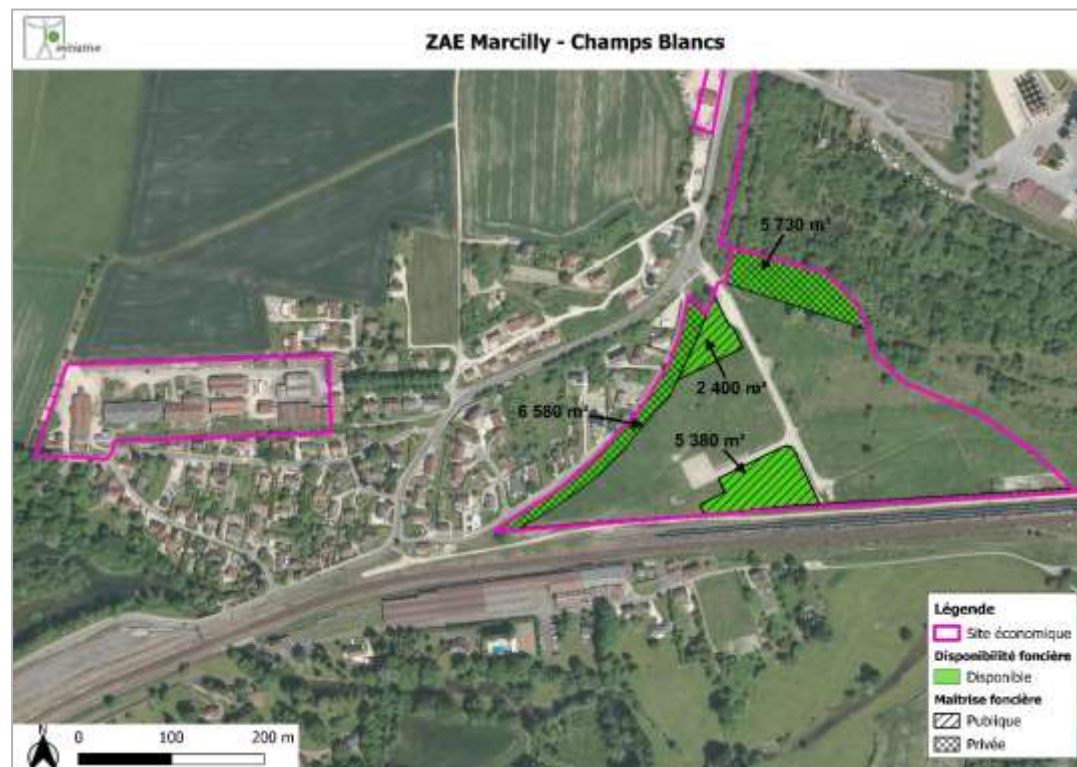 initiative
ZAE Marcilly - Champs Blancs
5 730 m²
2 400 m²
6 580 m²
5 380 m²
Légende
Site économique
Disponibilité foncière
Disponible
Maîtrise foncière
Publique
Privée
N
0 100 200 m